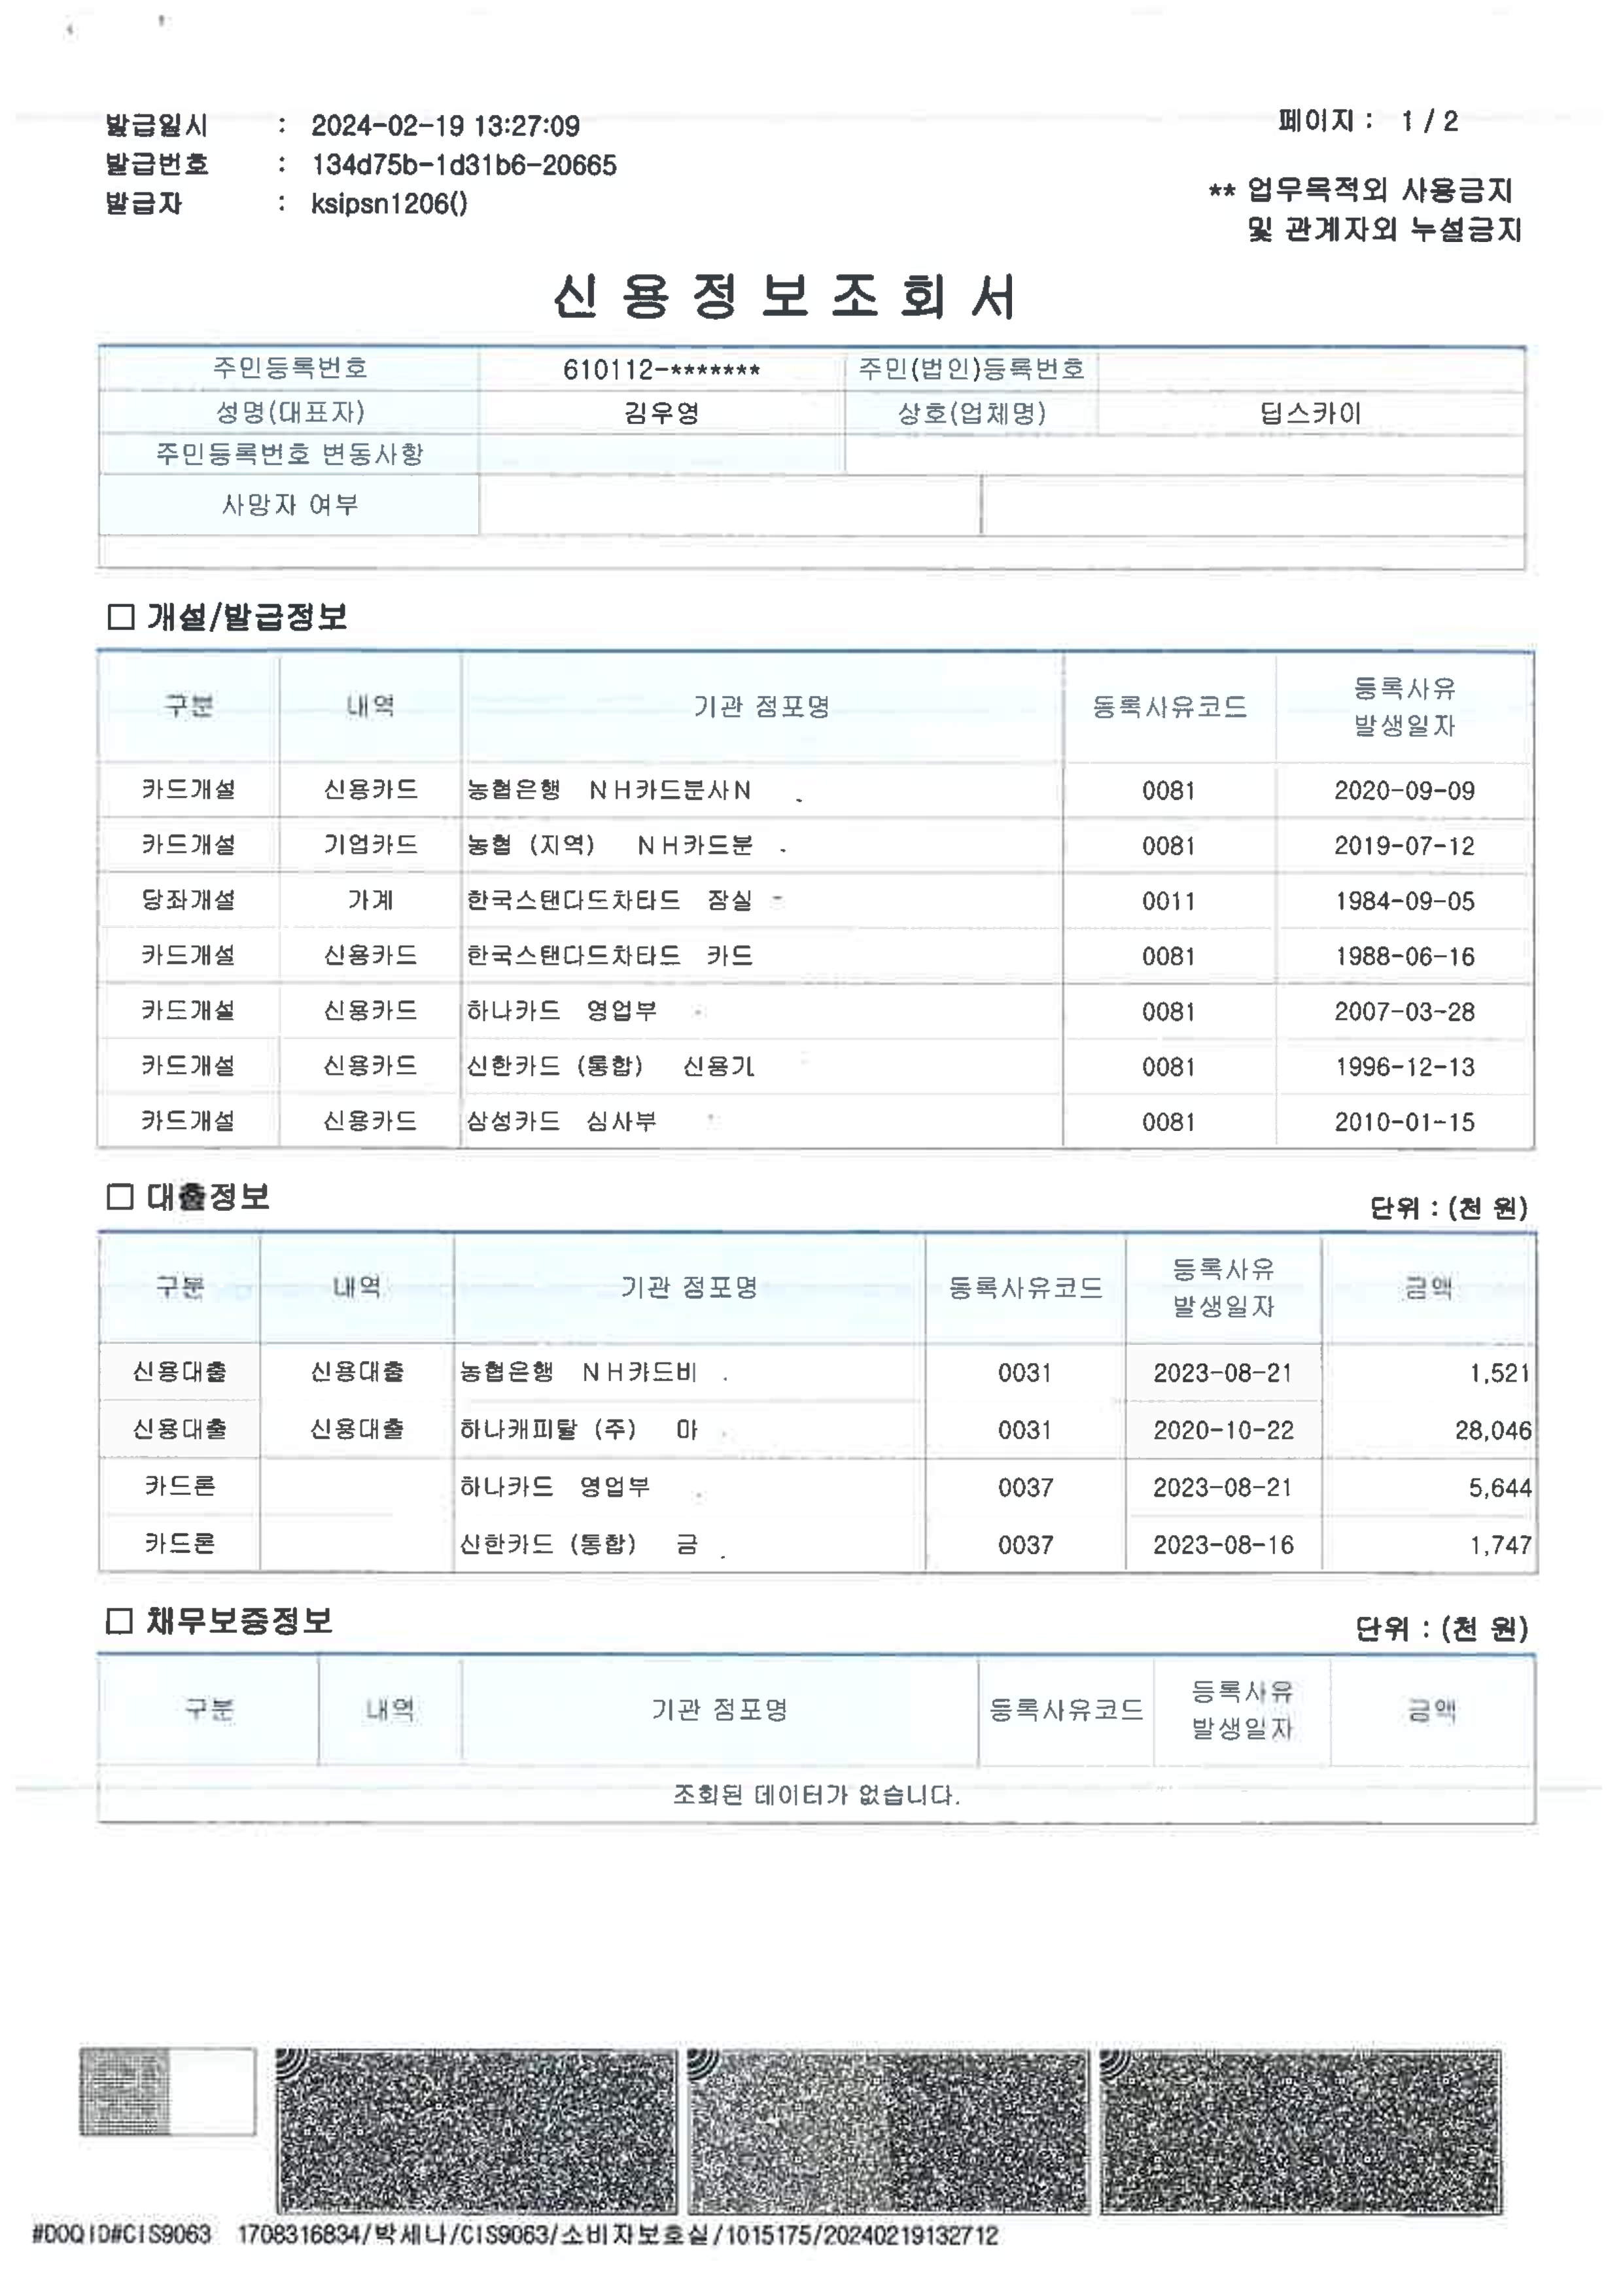 발급일시 : 2024-02-19 13:27:09
페이지 : 1 / 2
발급번호 : 134d75b-1d31b6-20665
발급자 : ksipsn1206()
** 업무목적외 사용금지
및 관계자외 누설금지
신용정보조회서
주민등록번호 610112-******* 주민(법인)등록번호
성명(대표자) 김우영 상호(업체명) 딥스카이
주민등록번호 변동사항
사망자 여부
□ 개설/발급정보
구분 내역 기관 점포명 등록사유코드 등록사유 발생일자
카드개설 신용카드 농협은행 NH카드분사N 0081 2020-09-09
카드개설 기업카드 농협 (지역) NH카드분 0081 2019-07-12
당좌개설 가계 한국스탠다드차타드 잠실 0011 1984-09-05
카드개설 신용카드 한국스탠다드차타드 카드 0081 1988-06-16
카드개설 신용카드 하나카드 영업부 0081 2007-03-28
카드개설 신용카드 신한카드 (통합) 신용기 0081 1996-12-13
카드개설 신용카드 삼성카드 심사부 0081 2010-01-15
□ 대출정보
단위 : (천 원)
구분 내역 기관 점포명 등록사유코드 등록사유 발생일자 금액
신용대출 신용대출 농협은행 NH카드비 0031 2023-08-21 1,521
신용대출 신용대출 하나캐피탈 (주) 마 0031 2020-10-22 28,046
카드론 하나카드 영업부 0037 2023-08-21 5,644
카드론 신한카드 (통합) 금 0037 2023-08-16 1,747
□ 채무보증정보
단위 : (천 원)
구분 내역 기관 점포명 등록사유코드 등록사유 발생일자 금액
조회된 데이터가 없습니다.
#DOQID#CIS9063 1708316834/박세나/CIS9063/소비자보호실/1015175/20240219132712